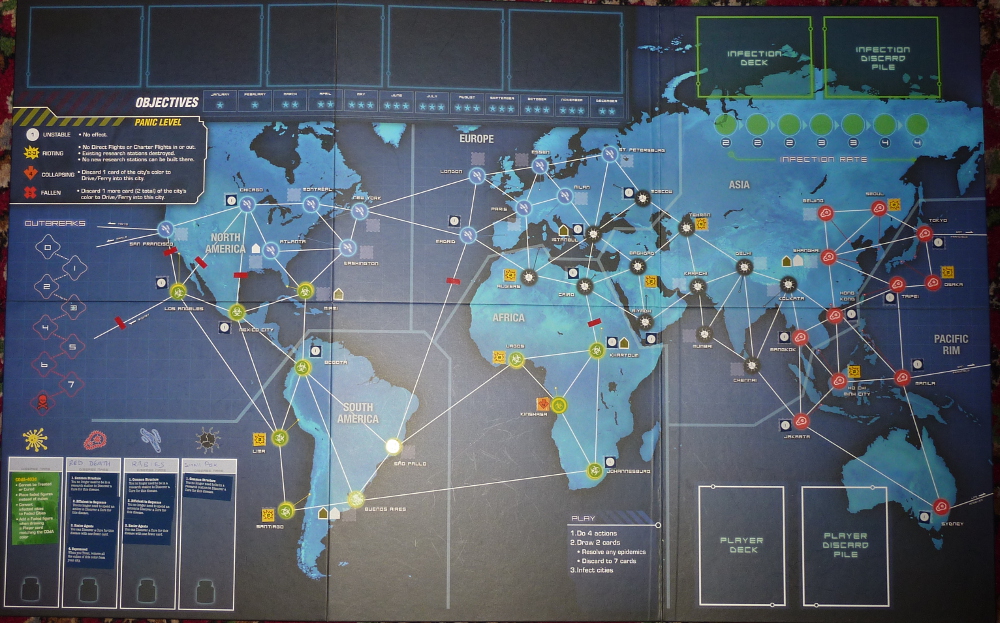 INFECTION
DECK
INFECTION
DISCARD
PILE
OBJECTIVES
JANUARY
FEBRUARY
MARCH
APRIL
MAY
JUNE
JULY
AUGUST
SEPTEMBER
OCTOBER
NOVEMBER
DECEMBER
PANIC LEVEL
1 UNSTABLE • No effect.
RIOTING • No Direct Flights or Charter Flights in or out.
• Existing research stations destroyed.
• No new research stations can be built there.
COLLAPSING • Discard 1 card of the city's color
to Drive/Ferry into this city.
FALLEN • Discard 1 more card (2 total) of the city's
color to Drive/Ferry into this city.
2 2 2 3 3 4 4
INFECTION RATE
EUROPE
ASIA
NORTH
AMERICA
AFRICA
SOUTH
AMERICA
PACIFIC
RIM
OUTBREAKS
0
1
2
3
4
5
6
7
SAN FRANCISCO
CHICAGO
MONTREAL
NEW YORK
ATLANTA
WASHINGTON
LONDON
ESSEN
ST. PETERSBURG
PARIS
MILAN
MADRID
LOS ANGELES
MEXICO CITY
MIAMI
BOGOTA
LIMA
SANTIAGO
BUENOS AIRES
SÃO PAULO
LAGOS
KHARTOUM
KINSHASA
JOHANNESBURG
ALGIERS
CAIRO
ISTANBUL
MOSCOW
TEHRAN
BAGHDAD
RIYADH
KARACHI
DELHI
MUMBAI
CHENNAI
KOLKATA
BEIJING
SEOUL
TOKYO
SHANGHAI
OSAKA
TAIPEI
HONG
KONG
BANGKOK
HO CHI
MINH CITY
MANILA
JAKARTA
SYDNEY
PLAY
1. Do 4 actions
2. Draw 2 cards
• Resolve any epidemics
• Discard to 7 cards
3. Infect cities
PLAYER
DECK
PLAYER
DISCARD
PILE